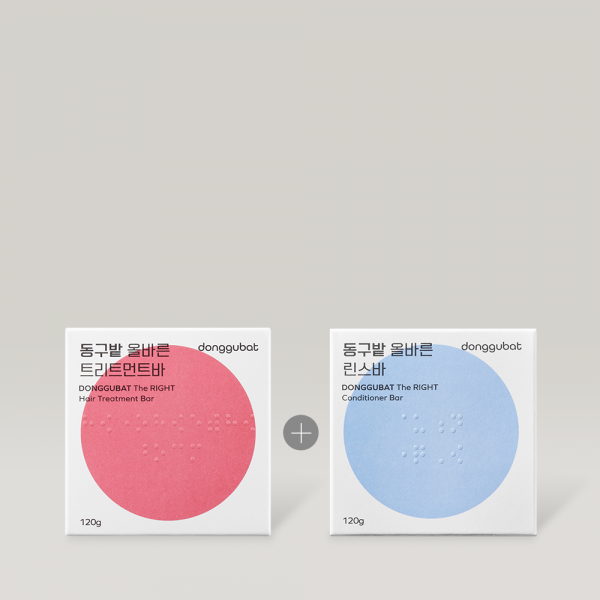 동구밭 올바른
트리트먼트바
donggubat
DONGGUBAT The RIGHT
Hair Treatment Bar
120g
동구밭 올바른
린스바
donggubat
DONGGUBAT The RIGHT
Conditioner Bar
120g